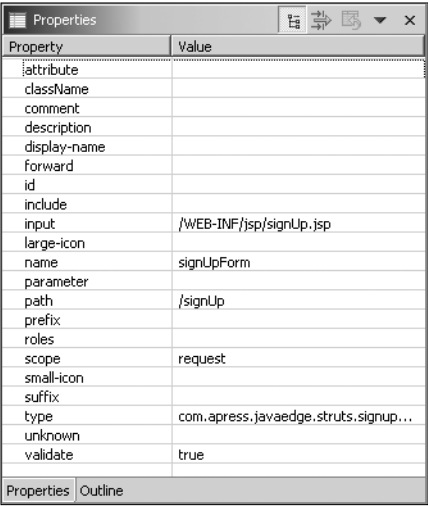 Properties
Property Value
attribute
className
comment
description
display-name
forward
id
include
input /WEB-INF/jsp/signUp.jsp
large-icon
name signUpForm
parameter
path /signUp
prefix
roles
scope request
small-icon
suffix
type com.apress.javaedge.struts.signup...
unknown
validate true
Properties Outline